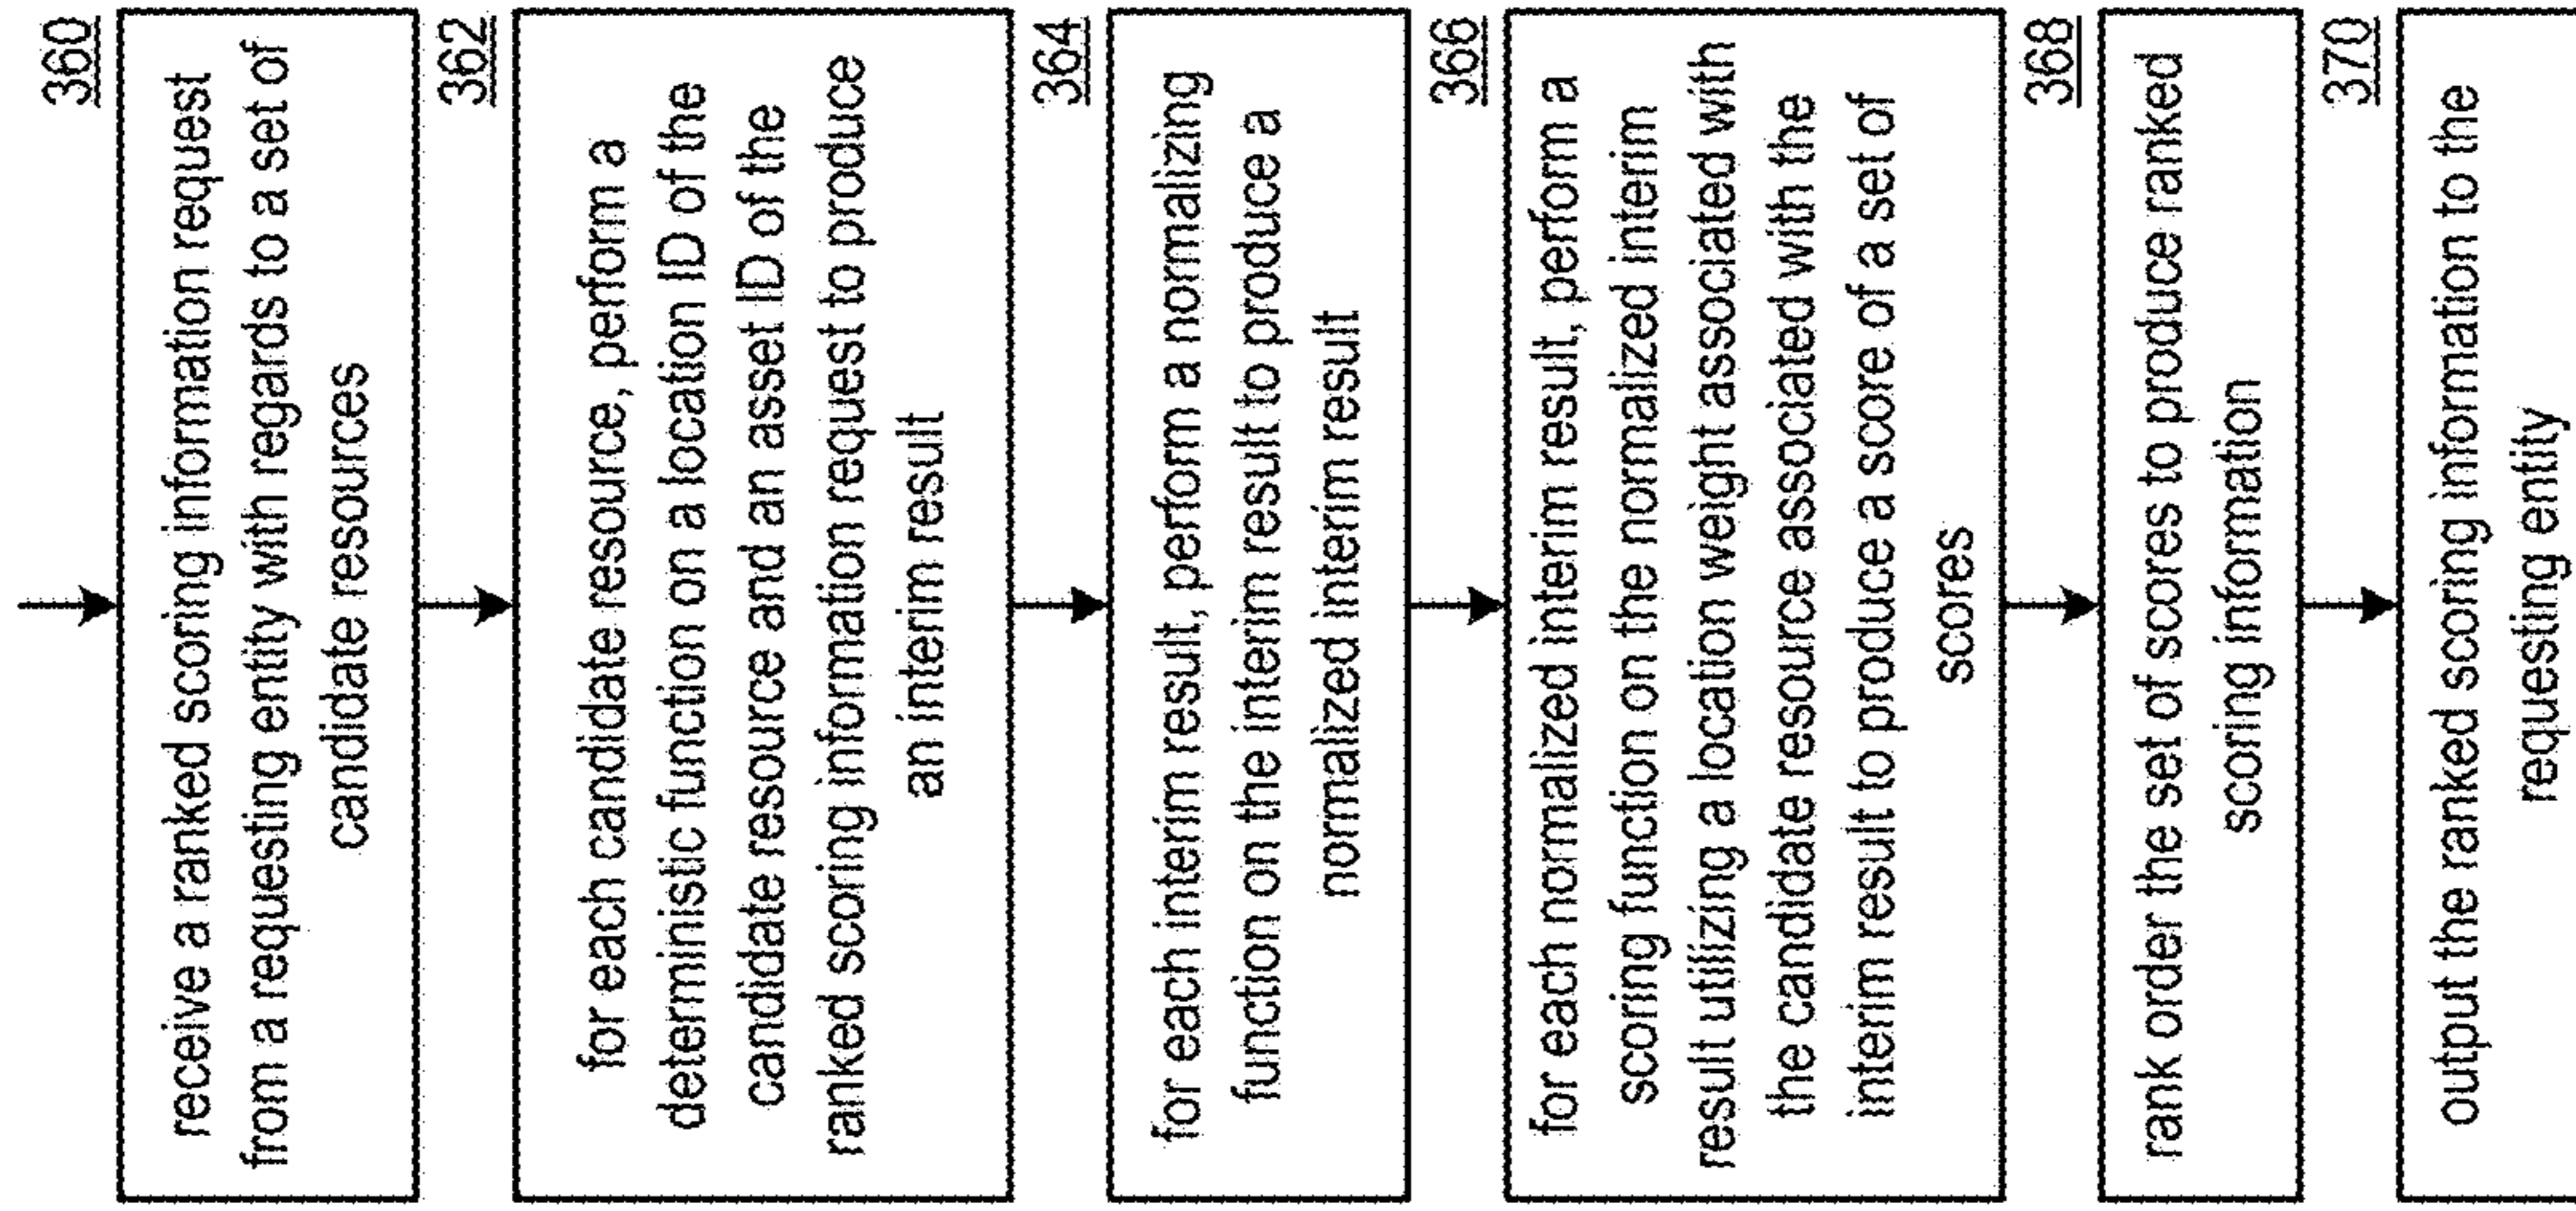 360
receive a ranked scoring information request
from a requesting entity with regards to a set of
candidate resources
362
for each candidate resource, perform a
deterministic function on a location ID of the
candidate resource and an asset ID of the
ranked scoring information request to produce
an interim result
364
for each interim result, perform a normalizing
function on the interim result to produce a
normalized interim result
366
for each normalized interim result, perform a
scoring function on the normalized interim
result utilizing a location weight associated with
the candidate resource associated with the
interim result to produce a score of a set of
scores
368
rank order the set of scores to produce ranked
scoring information
370
output the ranked scoring information to the
requesting entity